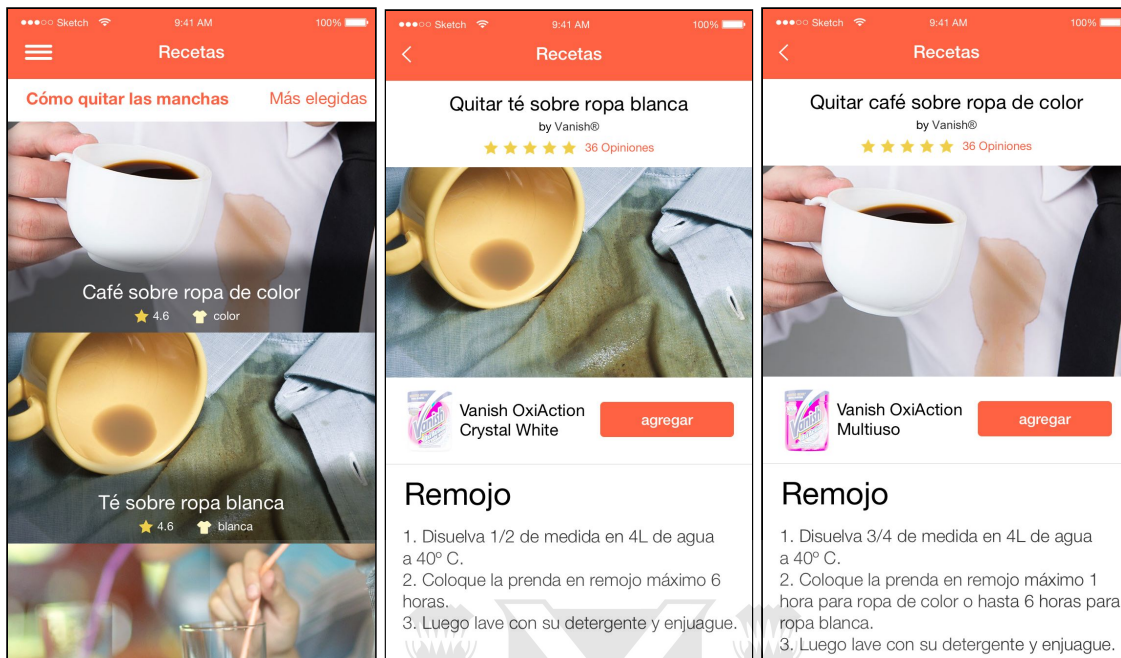 Sketch 9:41 AM 100%
Recetas
Cómo quitar las manchas Más elegidas
Café sobre ropa de color
4.6 color
Té sobre ropa blanca
4.6 blanca
Sketch 9:41 AM 100%
Recetas
Quitar té sobre ropa blanca
by Vanish®
36 Opiniones
Vanish
Vanish OxiAction
Crystal White
agregar
Remojo
1. Disuelva 1/2 de medida en 4L de agua
a 40º C.
2. Coloque la prenda en remojo máximo 6
horas.
3. Luego lave con su detergente y enjuague.
Sketch 9:41 AM 100%
Recetas
Quitar café sobre ropa de color
by Vanish®
36 Opiniones
Vanish
Vanish OxiAction
Multiuso
agregar
Remojo
1. Disuelva 3/4 de medida en 4L de agua
a 40º C.
2. Coloque la prenda en remojo máximo 1
hora para ropa de color o hasta 6 horas para
ropa blanca.
3. Luego lave con su detergente y enjuague.